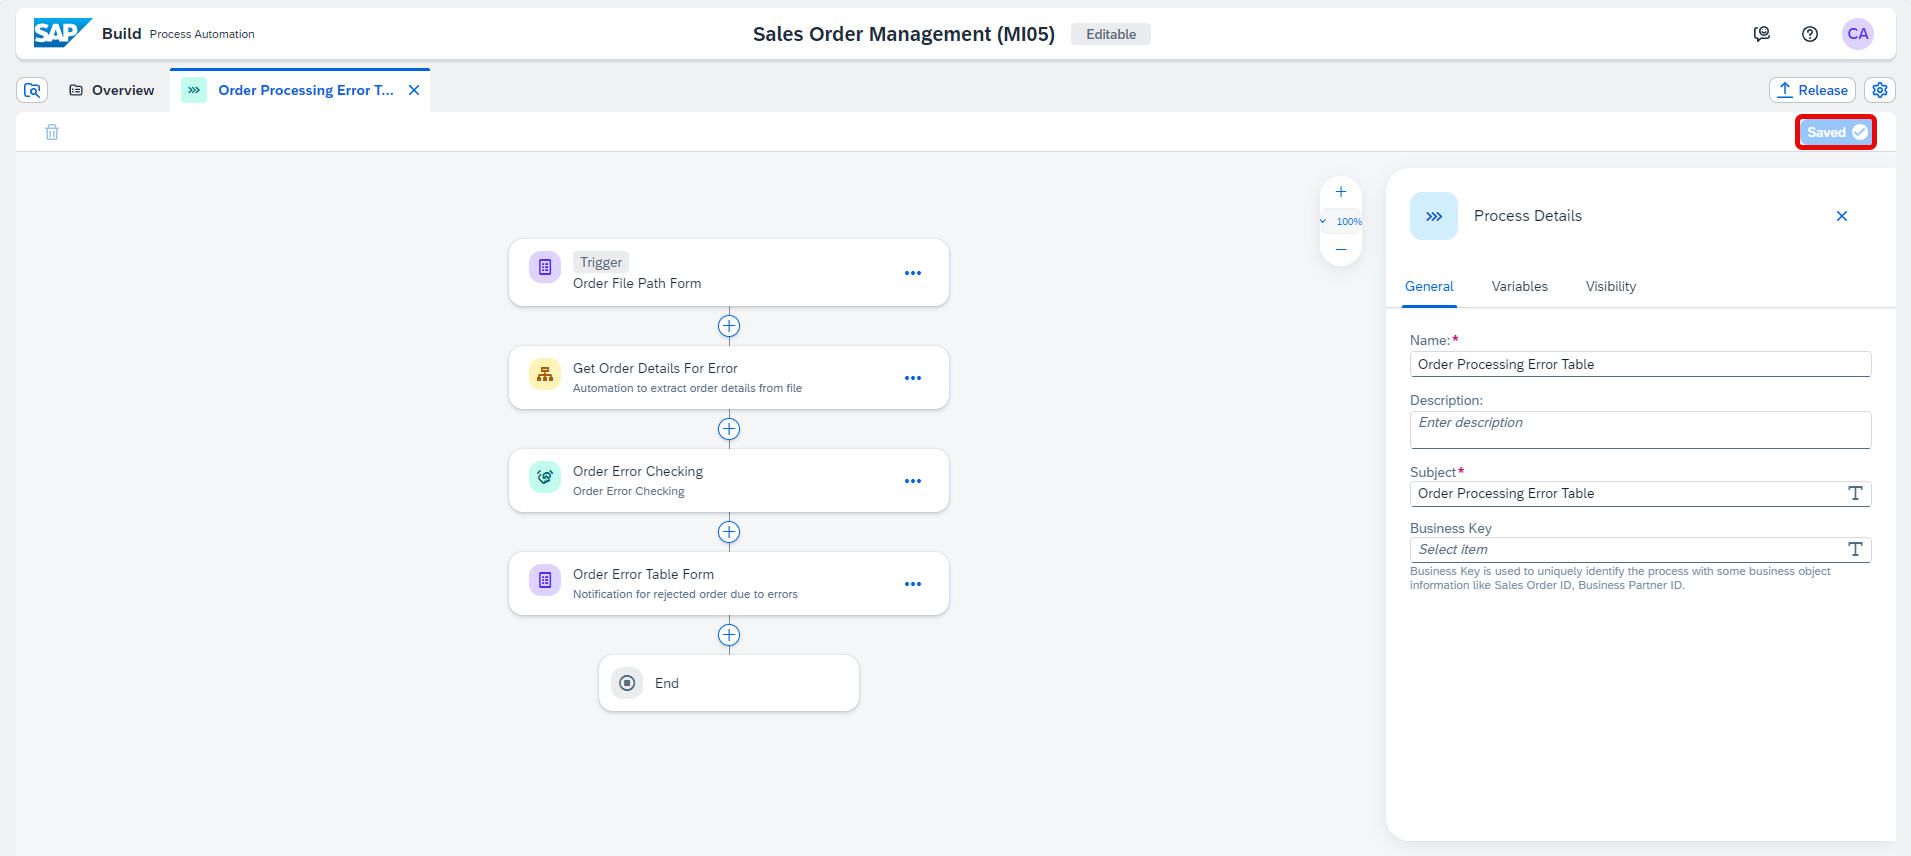 SAP Build Process Automation
Sales Order Management (MI05) Editable
CA
Overview
Order Processing Error T...
Release
Saved
100%
Trigger
Order File Path Form
Get Order Details For Error
Automation to extract order details from file
Order Error Checking
Order Error Checking
Order Error Table Form
Notification for rejected order due to errors
End
Process Details
General Variables Visibility
Name:*
Order Processing Error Table
Description:
Enter description
Subject*
Order Processing Error Table
Business Key
Select item
Business Key is used to uniquely identify the process with some business object
information like Sales Order ID, Business Partner ID.